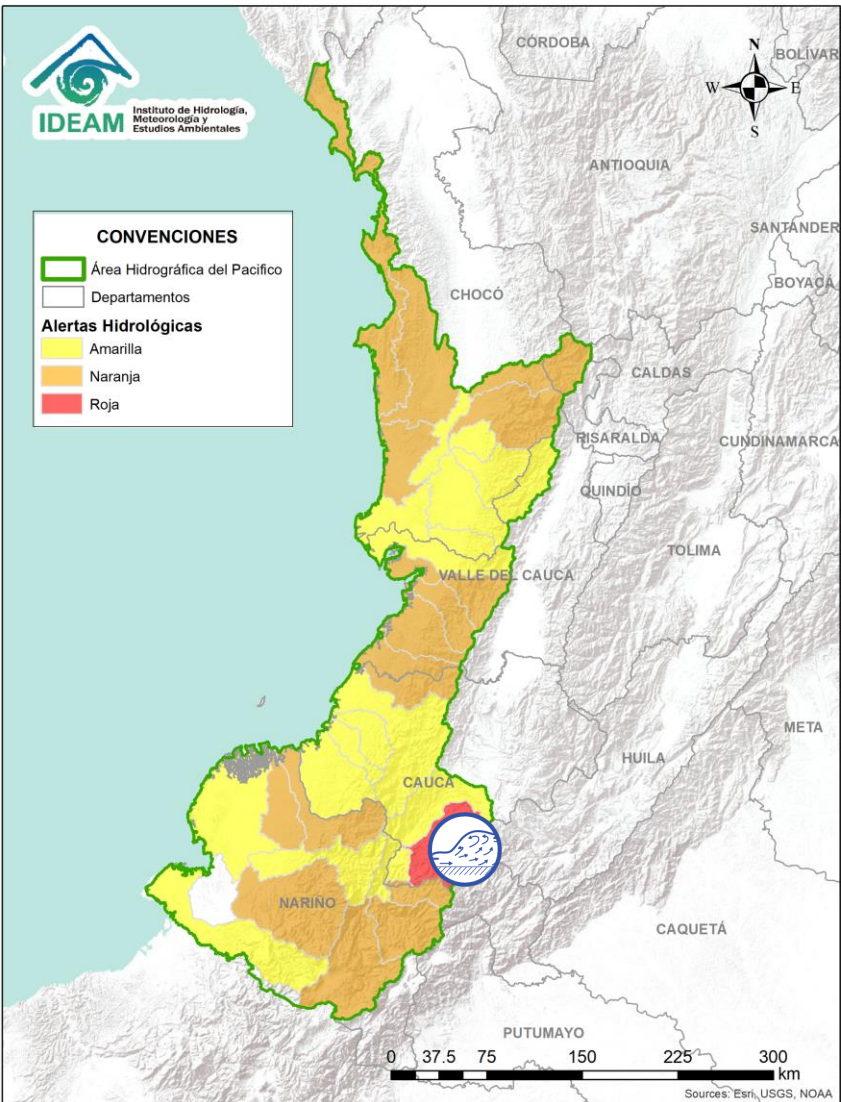 IDEAM
Instituto de Hidrología,
Meteorología y
Estudios Ambientales
N
W
E
S
CONVENCIONES
Área Hidrográfica del Pacifico
Departamentos
Alertas Hidrológicas
Amarilla
Naranja
Roja
CÓRDOBA
BOLIVAR
ANTIOQUIA
SANTANDER
BOYACÁ
CHOCÓ
CALDAS
RISARALDA
CUNDINAMARCA
QUINDÍO
TOLIMA
VALLE DEL CAUCA
META
HUILA
CAUCA
NARIÑO
CAQUETÁ
PUTUMAYO
0 37.5 75 150 225 300
km
Sources: Esri, USGS, NOAA